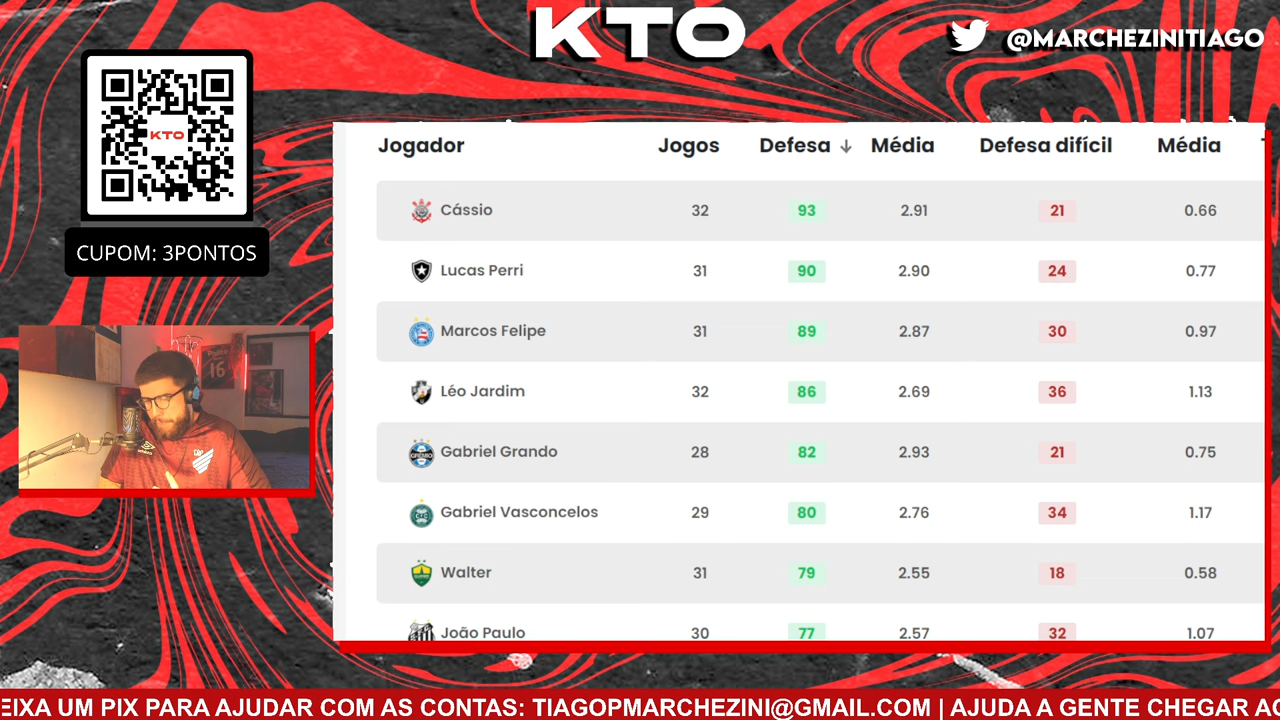 KTO
@MARCHEZINITIAGO
KTO
CUPOM: 3PONTOS
Jogador Jogos Defesa ↓ Média Defesa difícil Média
Cássio 32 93 2.91 21 0.66
Lucas Perri 31 90 2.90 24 0.77
Marcos Felipe 31 89 2.87 30 0.97
Léo Jardim 32 86 2.69 36 1.13
Gabriel Grando 28 82 2.93 21 0.75
Gabriel Vasconcelos 29 80 2.76 34 1.17
Walter 31 79 2.55 18 0.58
João Paulo 30 77 2.57 32 1.07
16
EIXA UM PIX PARA AJUDAR COM AS CONTAS: TIAGOPMARCHEZINI@GMAIL.COM | AJUDA A GENTE CHEGAR AO